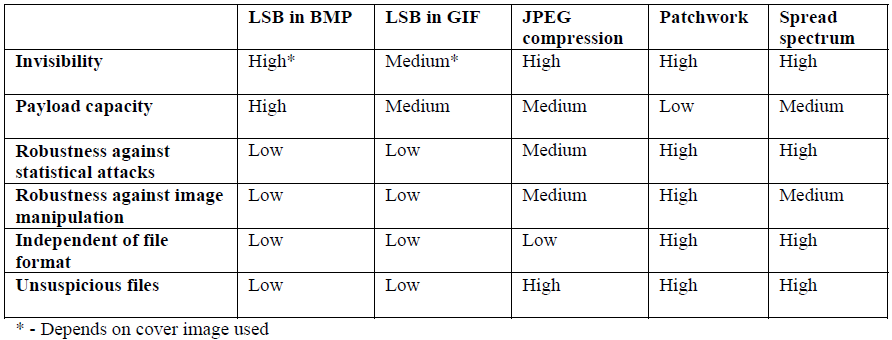 LSB in BMP LSB in GIF JPEG compression Patchwork Spread spectrum
Invisibility High* Medium* High High High
Payload capacity High Medium Medium Low Medium
Robustness against statistical attacks Low Low Medium High High
Robustness against image manipulation Low Low Medium High Medium
Independent of file format Low Low Low High High
Unsuspicious files Low Low High High High
* - Depends on cover image used